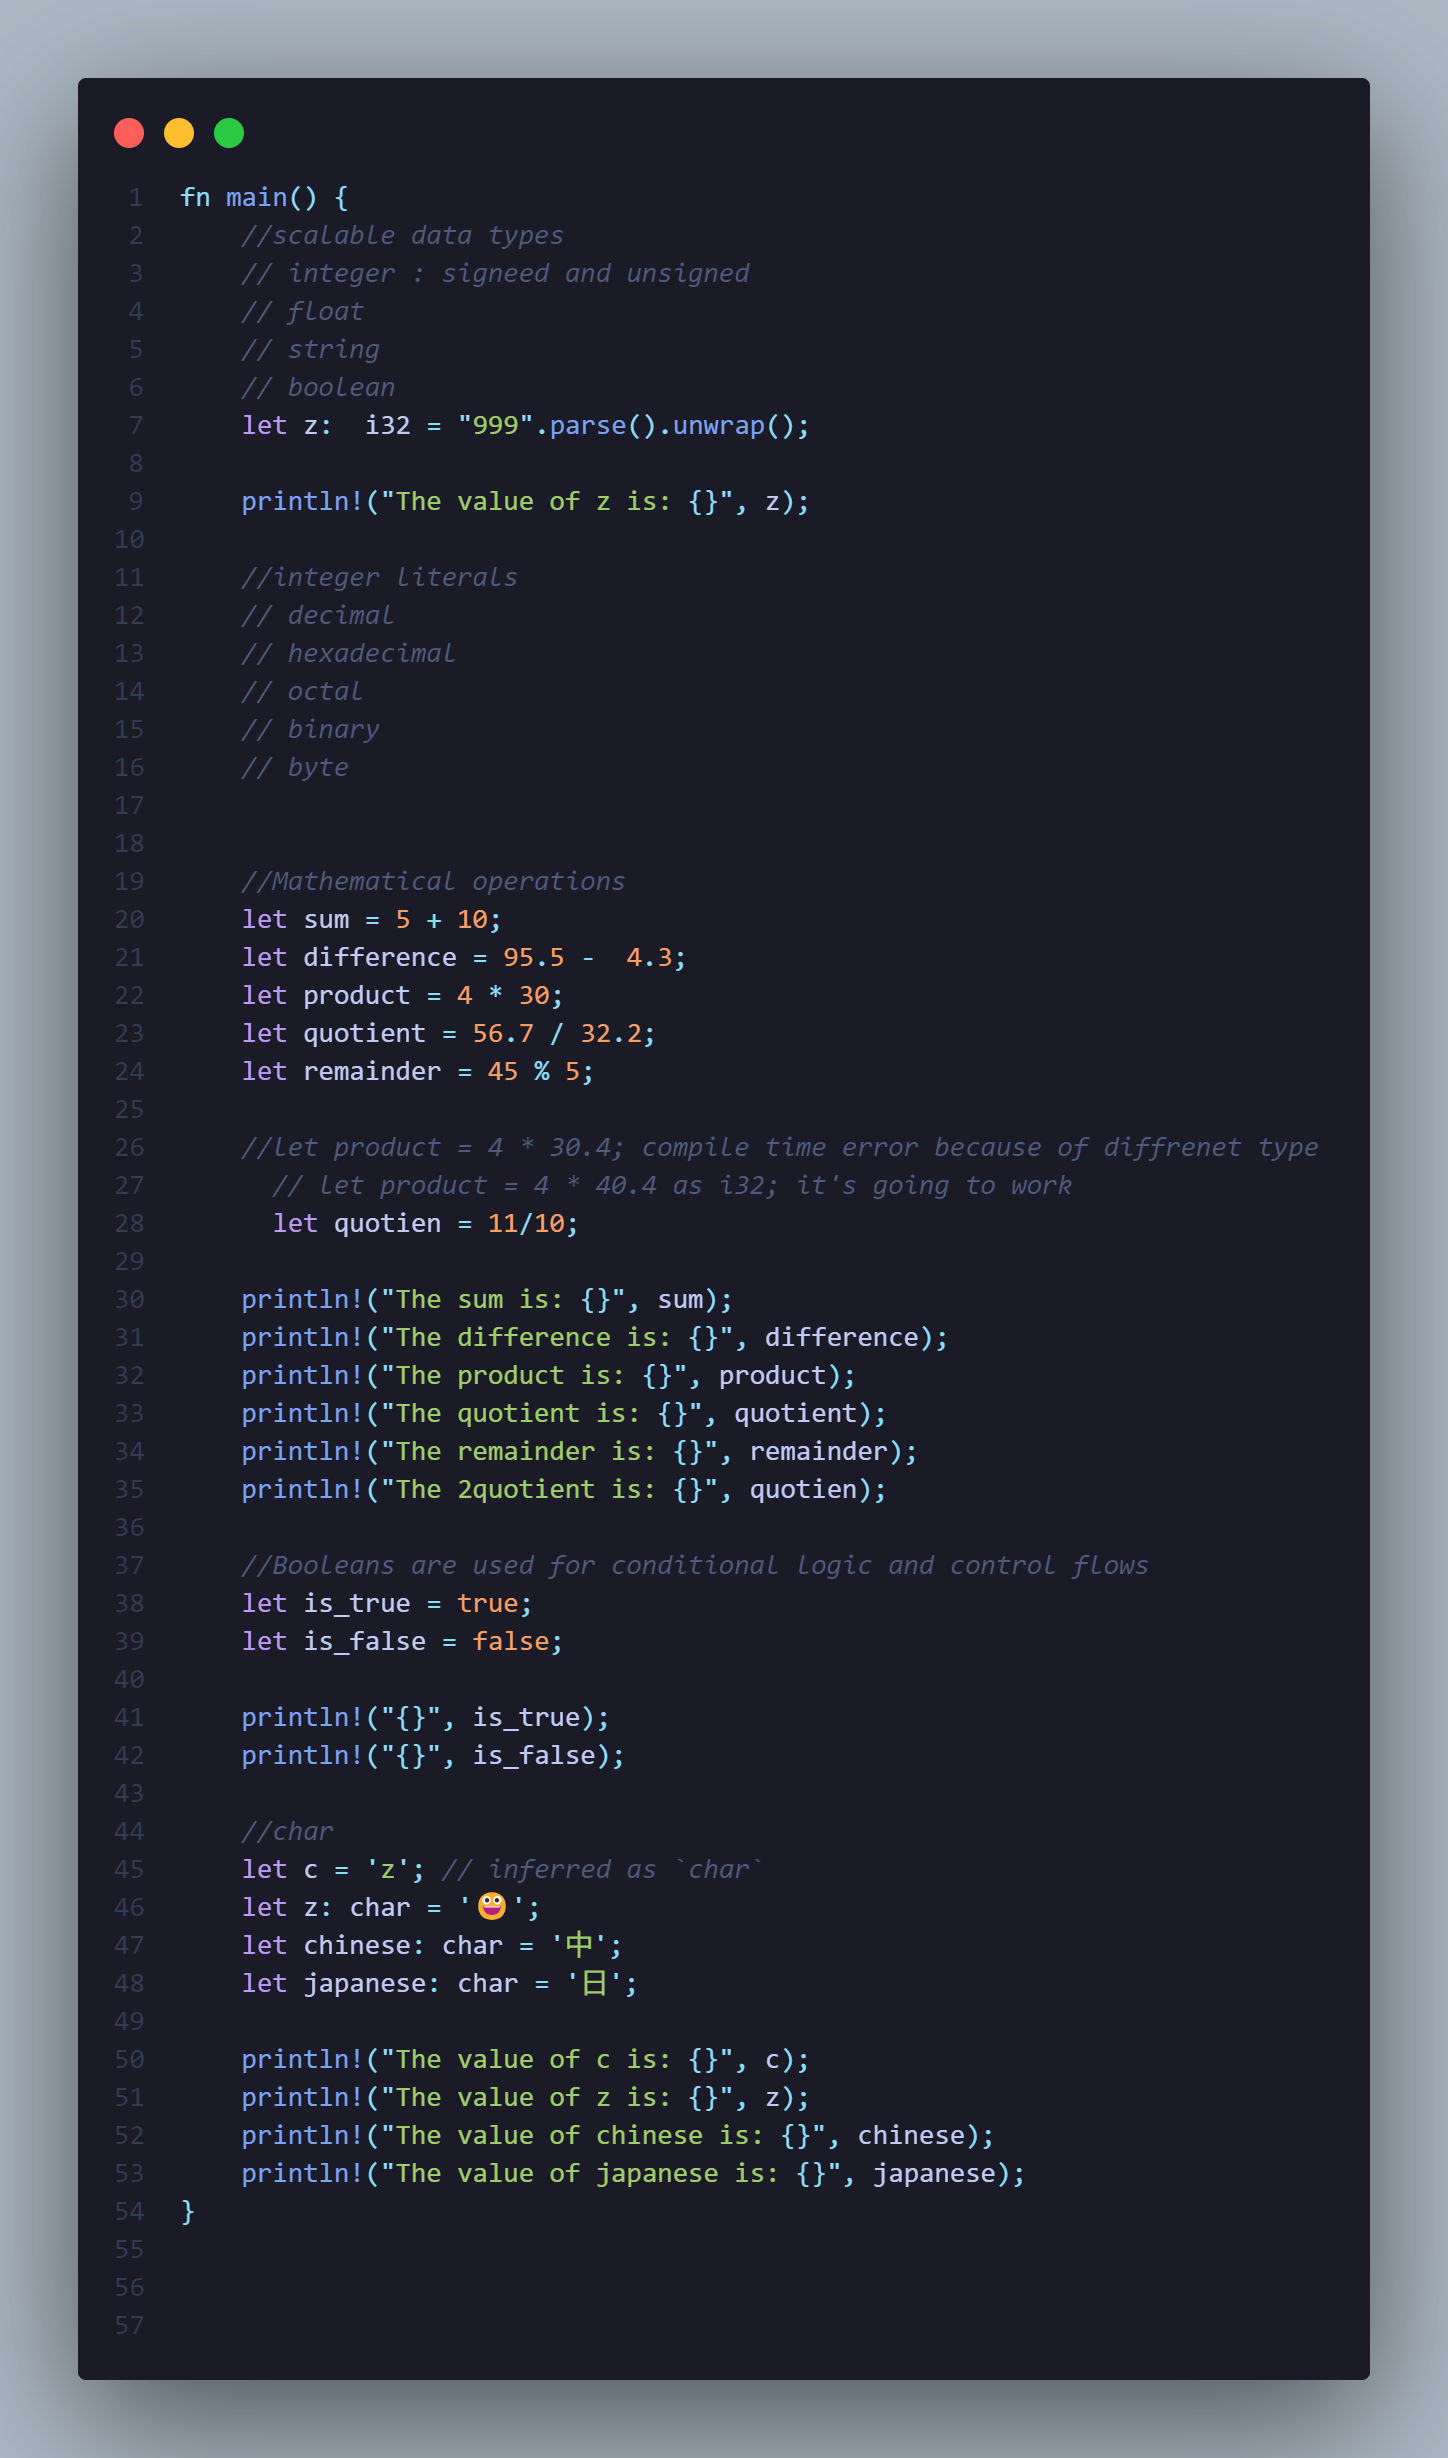 1 fn main() {
2 //scalable data types
3 // integer : signeed and unsigned
4 // float
5 // string
6 // boolean
7 let z:  i32 = "999".parse().unwrap();
8
9 println!("The value of z is: {}", z);
10
11 //integer literals
12 // decimal
13 // hexadecimal
14 // octal
15 // binary
16 // byte
17
18
19 //Mathematical operations
20 let sum = 5 + 10;
21 let difference = 95.5 -  4.3;
22 let product = 4 * 30;
23 let quotient = 56.7 / 32.2;
24 let remainder = 45 % 5;
25
26 //let product = 4 * 30.4; compile time error because of diffrenet type
27 // let product = 4 * 40.4 as i32; it's going to work
28 let quotien = 11/10;
29
30 println!("The sum is: {}", sum);
31 println!("The difference is: {}", difference);
32 println!("The product is: {}", product);
33 println!("The quotient is: {}", quotient);
34 println!("The remainder is: {}", remainder);
35 println!("The 2quotient is: {}", quotien);
36
37 //Booleans are used for conditional logic and control flows
38 let is_true = true;
39 let is_false = false;
40
41 println!("{}", is_true);
42 println!("{}", is_false);
43
44 //char
45 let c = 'z'; // inferred as `char`
46 let z: char = '😃';
47 let chinese: char = '中';
48 let japanese: char = '日';
49
50 println!("The value of c is: {}", c);
51 println!("The value of z is: {}", z);
52 println!("The value of chinese is: {}", chinese);
53 println!("The value of japanese is: {}", japanese);
54 }
55
56
57